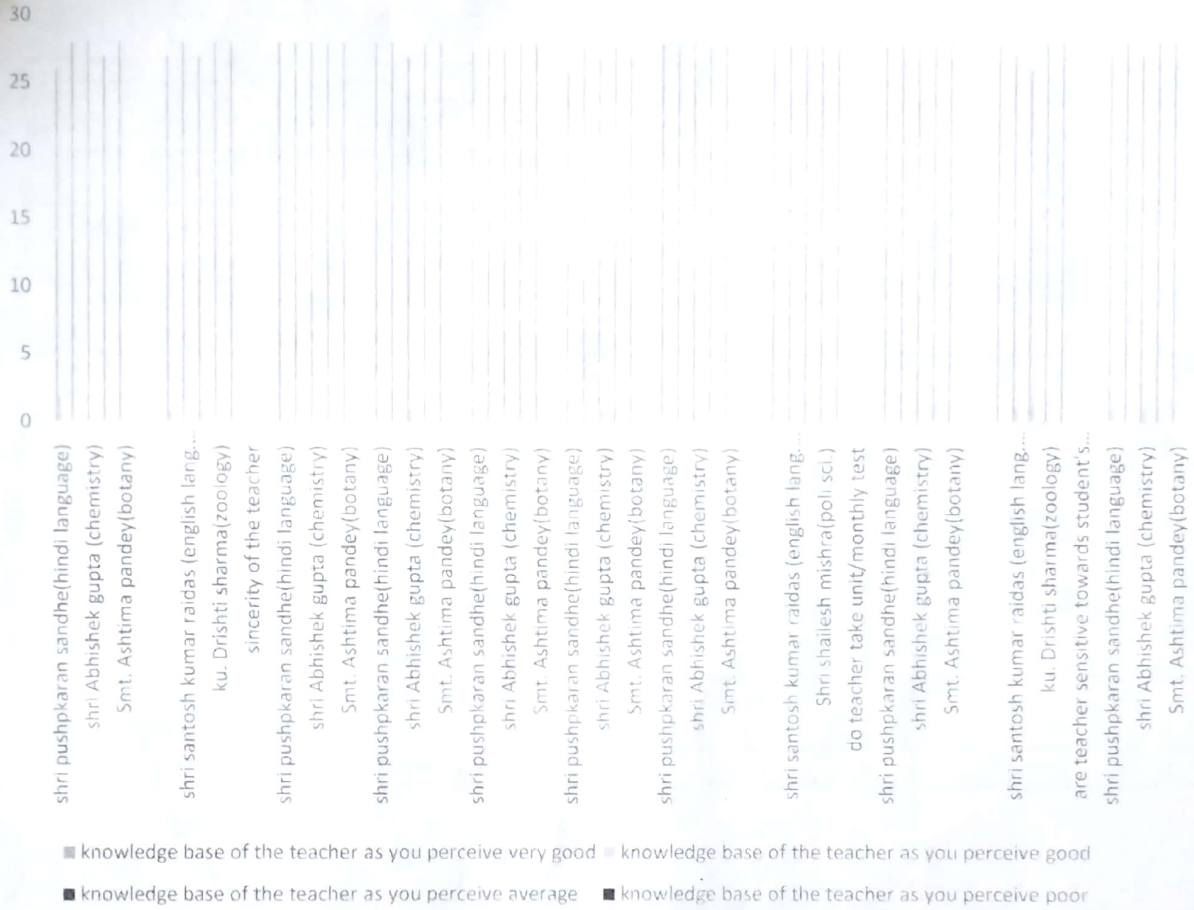 30
25
20
15
10
5
0
shri pushpkaran sandhe(hindi language)
shri Abhishek gupta (chemistry)
Smt. Ashtima pandey(botany)
shri santosh kumar raidas (english lang...
ku. Drishti sharma(zoology)
sincerity of the teacher
shri pushpkaran sandhe(hindi language)
shri Abhishek gupta (chemistry)
Smt. Ashtima pandey(botany)
shri pushpkaran sandhe(hindi language)
shri Abhishek gupta (chemistry)
Smt. Ashtima pandey(botany)
shri pushpkaran sandhe(hindi language)
shri Abhishek gupta (chemistry)
Smt. Ashtima pandey(botany)
shri pushpkaran sandhe(hindi language)
shri Abhishek gupta (chemistry)
Smt. Ashtima pandey(botany)
shri pushpkaran sandhe(hindi language)
shri Abhishek gupta (chemistry)
Smt. Ashtima pandey(botany)
shri santosh kumar raidas (english lang...
Shri shailesh mishra(poli sci.)
do teacher take unit/monthly test
shri pushpkaran sandhe(hindi language)
shri Abhishek gupta (chemistry)
Smt. Ashtima pandey(botany)
shri santosh kumar raidas (english lang...
ku. Drishti sharma(zoology)
are teacher sensitive towards student's...
shri pushpkaran sandhe(hindi language)
shri Abhishek gupta (chemistry)
Smt. Ashtima pandey(botany)
knowledge base of the teacher as you perceive very good knowledge base of the teacher as you perceive good
knowledge base of the teacher as you perceive average knowledge base of the teacher as you perceive poor